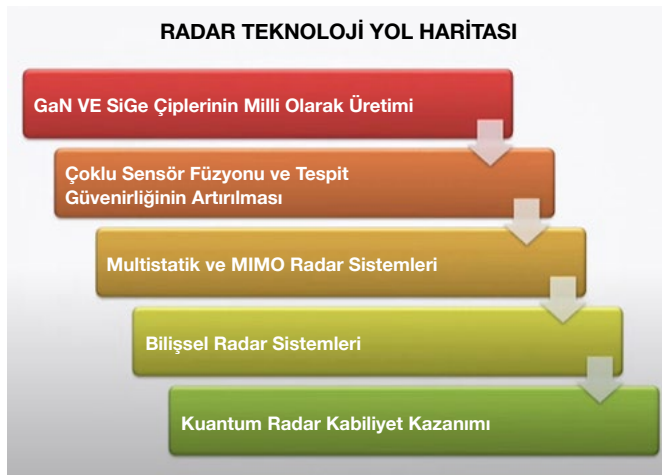 RADAR TEKNOLOJİ YOL HARİTASI
GaN VE SiGe Çiplerinin Milli Olarak Üretimi
Çoklu Sensör Füzyonu ve Tespit
Güvenirliğinin Artırılması
Multistatik ve MIMO Radar Sistemleri
Bilişsel Radar Sistemleri
Kuantum Radar Kabiliyet Kazanımı